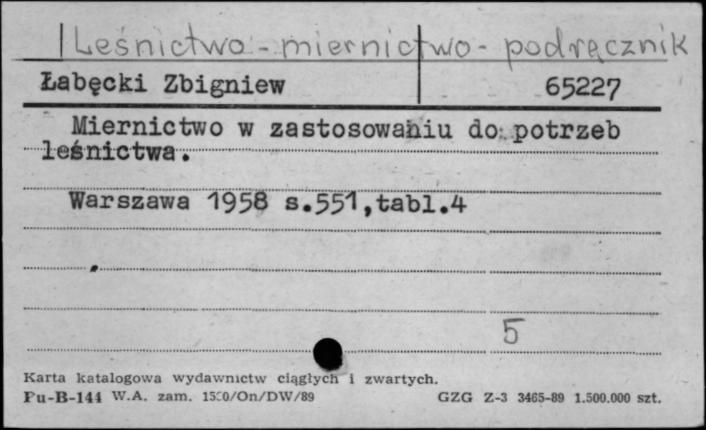 Leśnictwo - miernictwo - podręcznik
Łabęcki Zbigniew 65227
Miernictwo w zastosowaniu do potrzeb
leśnictwa.
Warszawa 1958 s.551,tabl.4
5
Karta katalogowa wydawnictw ciągłych i zwartych.
Pu-B-144 W.A. zam. 1500/On/DW/89 GZG Z-3 3465-89 1.500.000 szt.